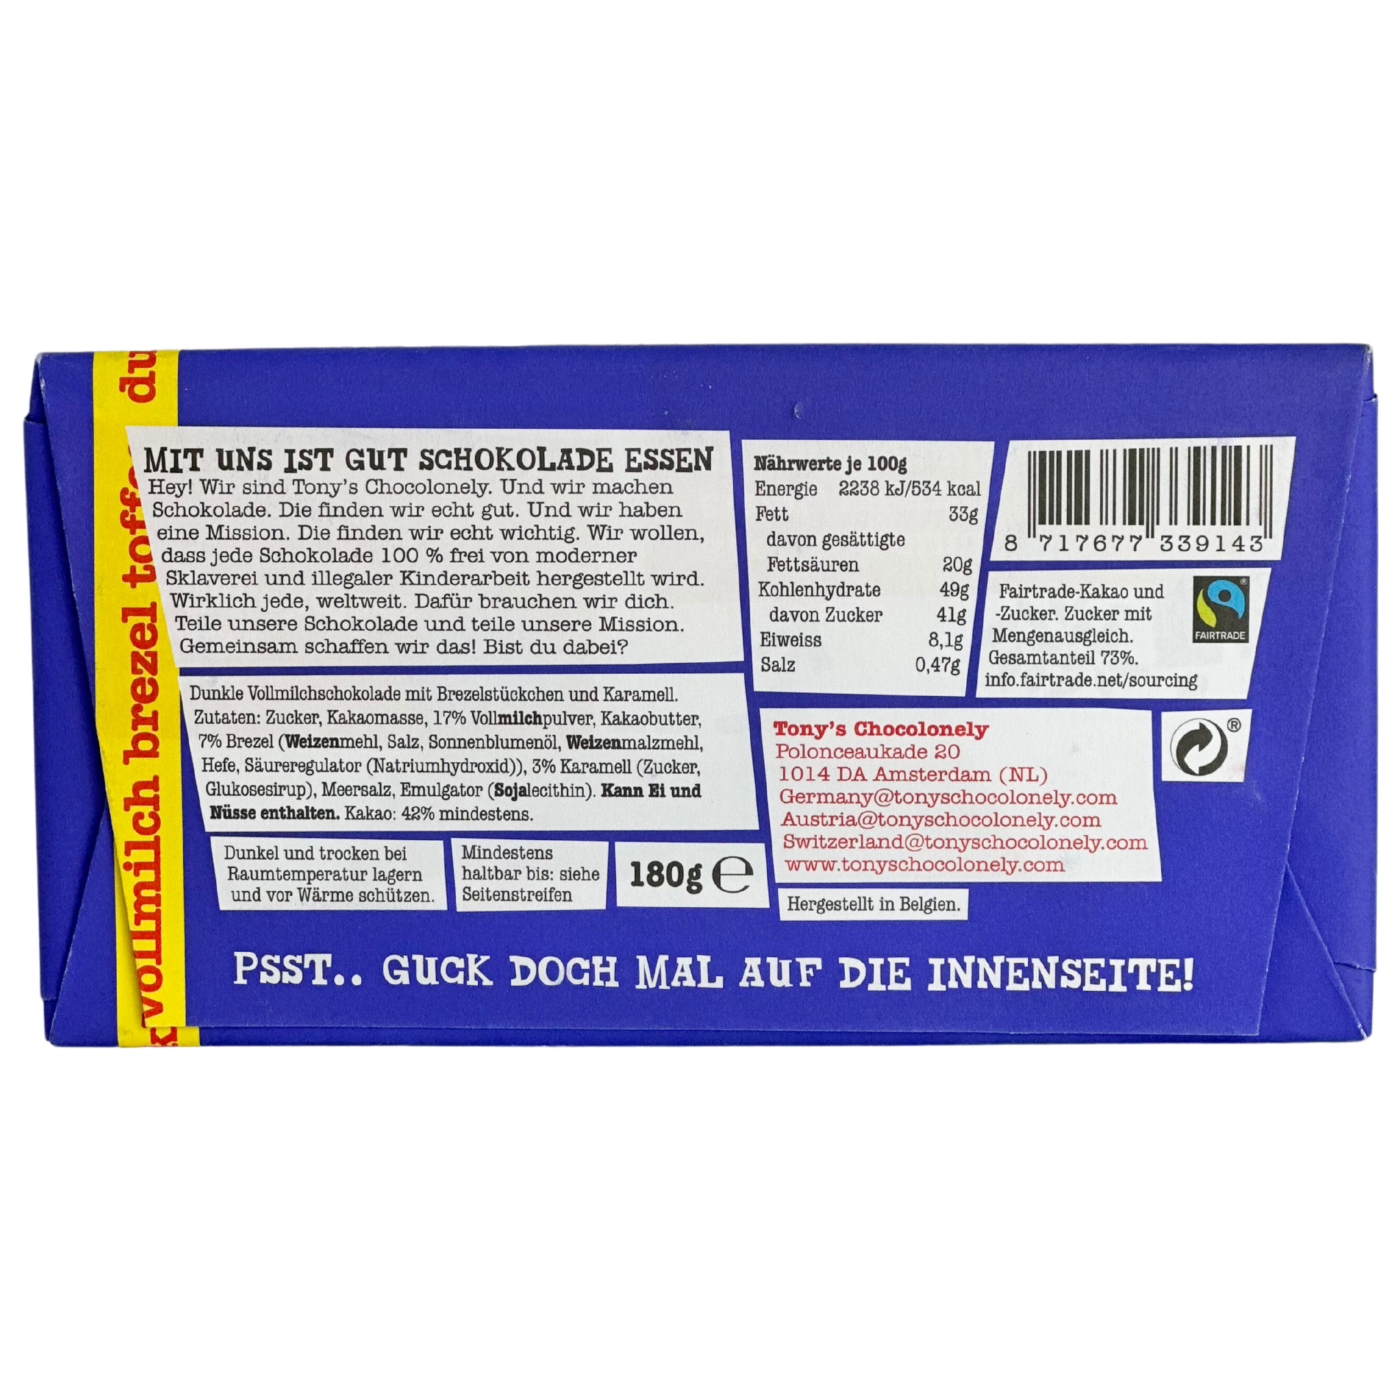 du
vollmilch brezel toffe
k
MIT UNS IST GUT SCHOKOLADE ESSEN
Hey! Wir sind Tony's Chocolonely. Und wir machen
Schokolade. Die finden wir echt gut. Und wir haben
eine Mission. Die finden wir echt wichtig. Wir wollen,
dass jede Schokolade 100 % frei von moderner
Sklaverei und illegaler Kinderarbeit hergestellt wird.
Wirklich jede, weltweit. Dafür brauchen wir dich.
Teile unsere Schokolade und teile unsere Mission.
Gemeinsam schaffen wir das! Bist du dabei?
Dunkle Vollmilchschokolade mit Brezelstückchen und Karamell.
Zutaten: Zucker, Kakaomasse, 17% Vollmilchpulver, Kakaobutter,
7% Brezel (Weizenmehl, Salz, Sonnenblumenöl, Weizenmalzmehl,
Hefe, Säureregulator (Natriumhydroxid)), 3% Karamell (Zucker,
Glukosesirup), Meersalz, Emulgator (Sojalecithin). Kann Ei und
Nüsse enthalten. Kakao: 42% mindestens.
Dunkel und trocken bei
Raumtemperatur lagern
und vor Wärme schützen.
Mindestens
haltbar bis: siehe
Seitenstreifen
180g ℮
Nährwerte je 100g
Energie 2238 kJ/534 kcal
Fett 33g
davon gesättigte
Fettsäuren 20g
Kohlenhydrate 49g
davon Zucker 41g
Eiweiss 8,1g
Salz 0,47g
8 717677 339143
Fairtrade-Kakao und
-Zucker. Zucker mit
Mengenausgleich.
Gesamtanteil 73%.
info.fairtrade.net/sourcing
FAIRTRADE
®
Tony's Chocolonely
Polonceaukade 20
1014 DA Amsterdam (NL)
Germany@tonyschocolonely.com
Austria@tonyschocolonely.com
Switzerland@tonyschocolonely.com
www.tonyschocolonely.com
Hergestellt in Belgien.
PSST.. GUCK DOCH MAL AUF DIE INNENSEITE!